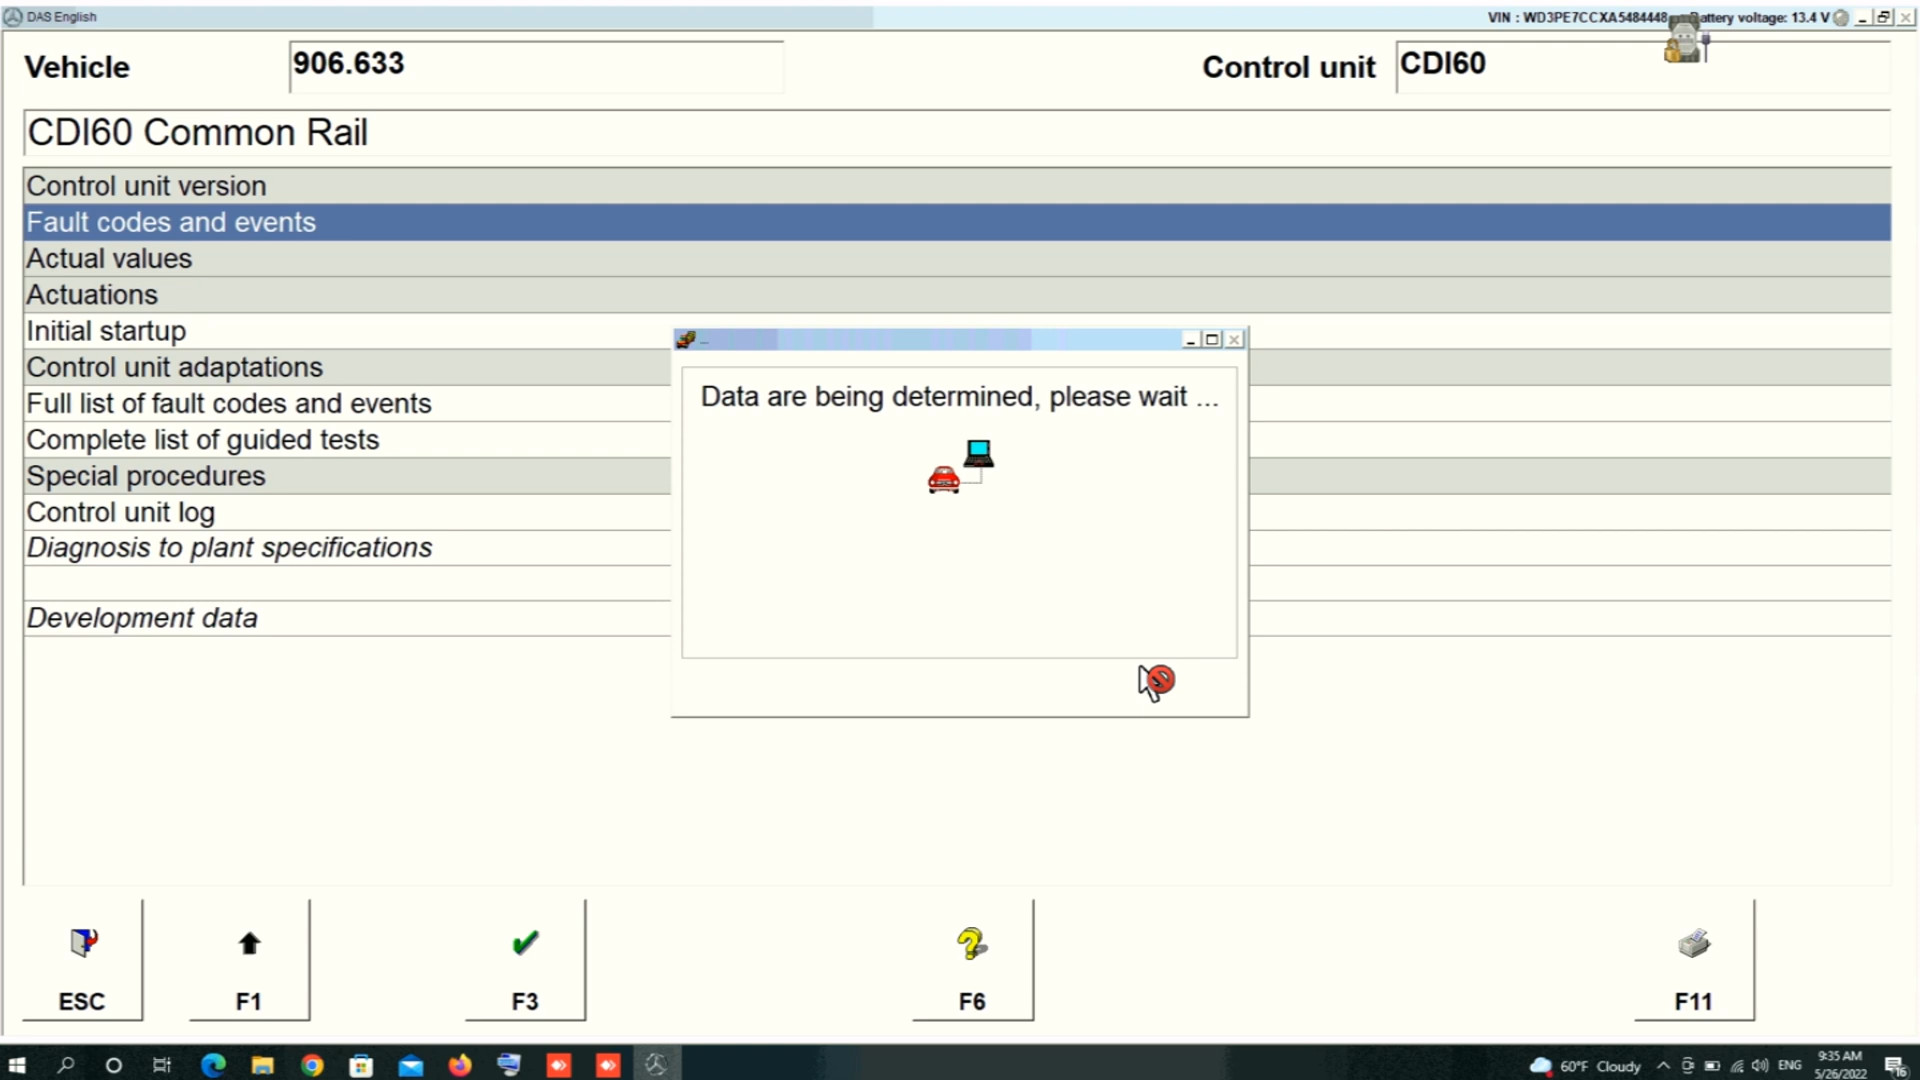 DAS English
VIN : WD3PE7CCXA5484448
attery voltage: 13.4 V
Vehicle
906.633
Control unit
CDI60
CDI60 Common Rail
Control unit version
Fault codes and events
Actual values
Actuations
Initial startup
Control unit adaptations
Full list of fault codes and events
Complete list of guided tests
Special procedures
Control unit log
Diagnosis to plant specifications
Development data
...
Data are being determined, please wait ...
ESC
F1
F3
F6
F11
60°F Cloudy
ENG
9:35 AM
5/26/2022
16